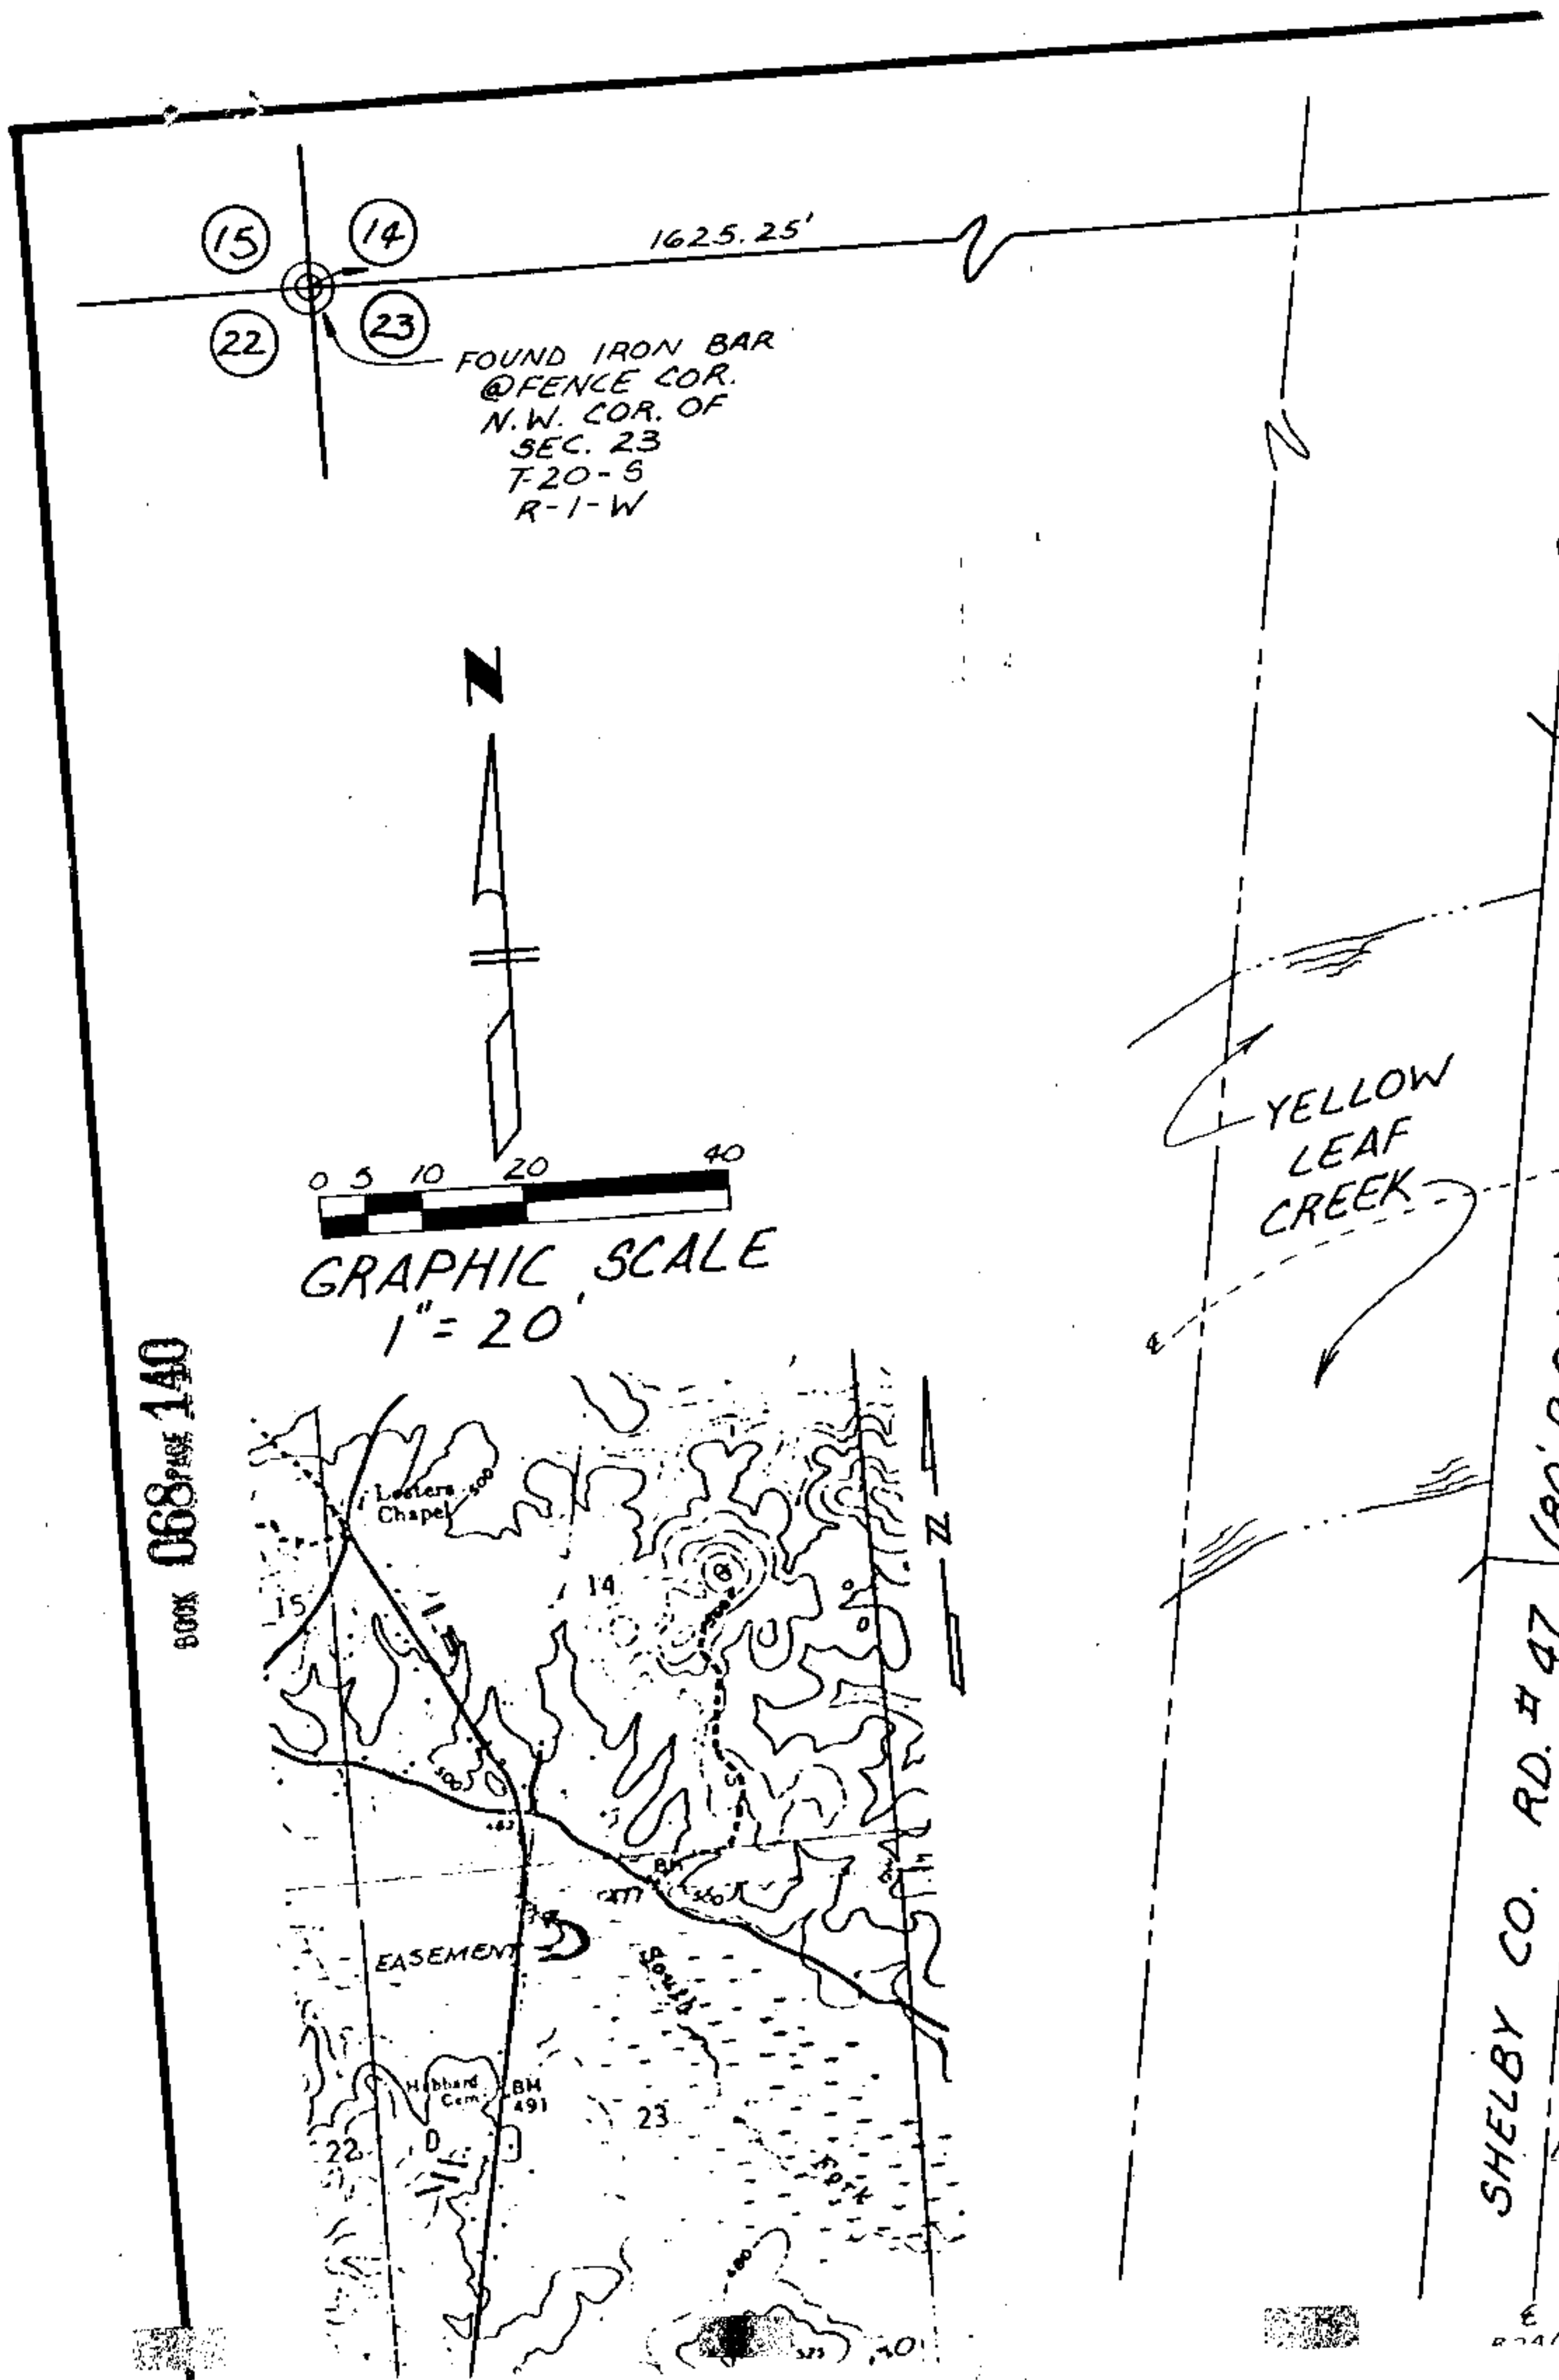 15
14
1625.25'
22
23
FOUND IRON BAR
@FENCE COR.
N.W. COR. OF
SEC. 23
T-20-S
R-1-W
N
0 5 10 20 40
GRAPHIC SCALE
1" = 20'
YELLOW
LEAF
CREEK
BOOK 068 PAGE 140
SHELBY CO. RD. # 47 (80'
N
Chapel
500
15
14
500
BM
EASEMENT
South
Cem
BM
491
22
23
Fork
480